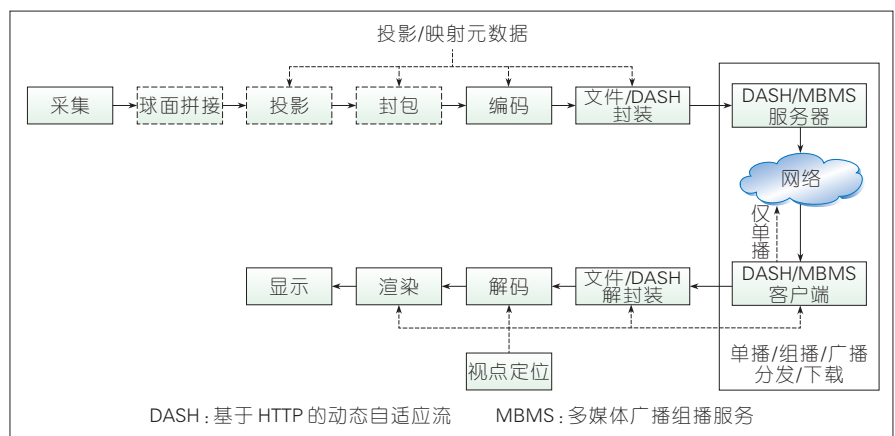 投影/映射元数据
采集
球面拼接
投影
封包
编码
文件/DASH
封装
DASH/MBMS
服务器
网络
仅单播
DASH/MBMS
客户端
文件/DASH
解封装
解码
渲染
显示
视点定位
单播/组播/广播
分发/下载
DASH:基于 HTTP 的动态自适应流 MBMS:多媒体广播组播服务